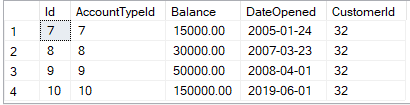 Id AccountTypeId Balance DateOpened CustomerId
1 7 7 15000.00 2005-01-24 32
2 8 8 30000.00 2007-03-23 32
3 9 9 50000.00 2008-04-01 32
4 10 10 150000.00 2019-06-01 32